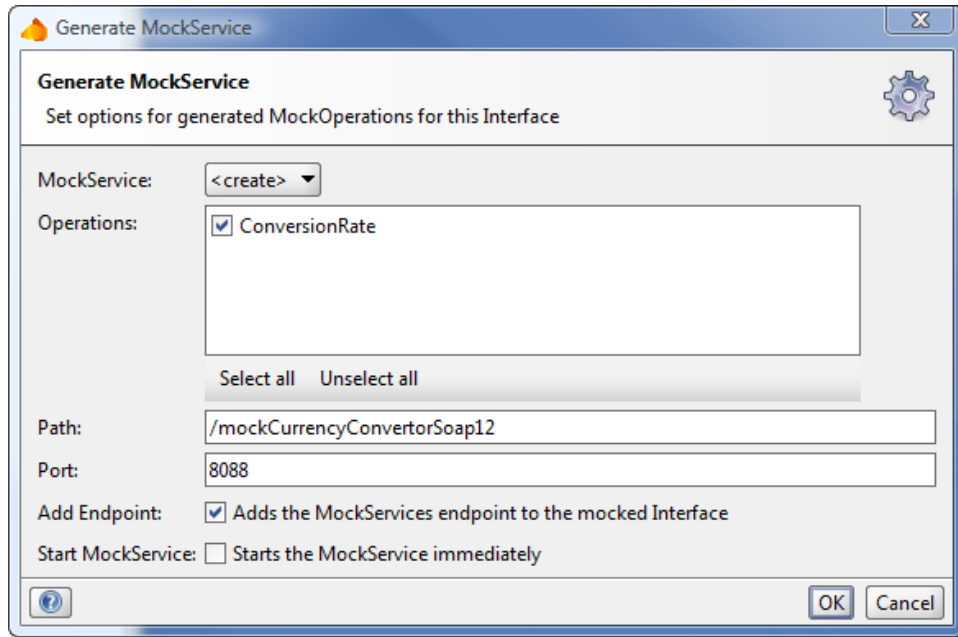 Generate MockService
Generate MockService
Set options for generated MockOperations for this Interface
MockService: <create>
Operations: ConversionRate
Select all Unselect all
Path: /mockCurrencyConvertorSoap12
Port: 8088
Add Endpoint: Adds the MockServices endpoint to the mocked Interface
Start MockService: Starts the MockService immediately
? OK Cancel